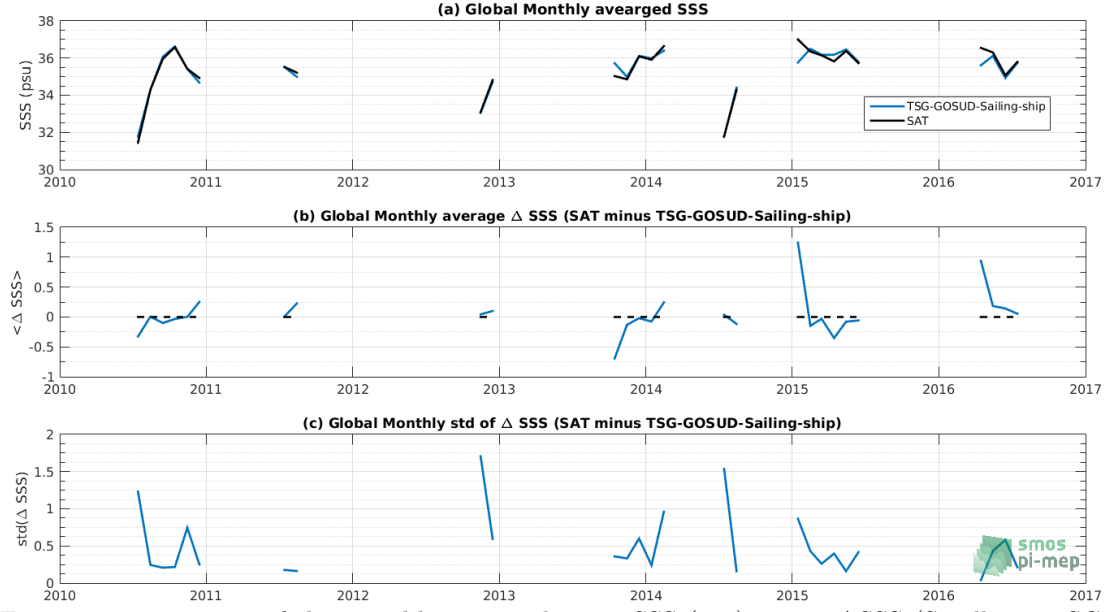 (a) Global Monthly avearged SSS
SSS (psu)
38
36
34
32
30
TSG-GOSUD-Sailing-ship
SAT
2010 2011 2012 2013 2014 2015 2016 2017
(b) Global Monthly average Δ SSS (SAT minus TSG-GOSUD-Sailing-ship)
<Δ SSS>
1.5
1
0.5
0
-0.5
-1
2010 2011 2012 2013 2014 2015 2016 2017
(c) Global Monthly std of Δ SSS (SAT minus TSG-GOSUD-Sailing-ship)
std(Δ SSS)
2
1.5
1
0.5
0
smos
pi-mep
2010 2011 2012 2013 2014 2015 2016 2017